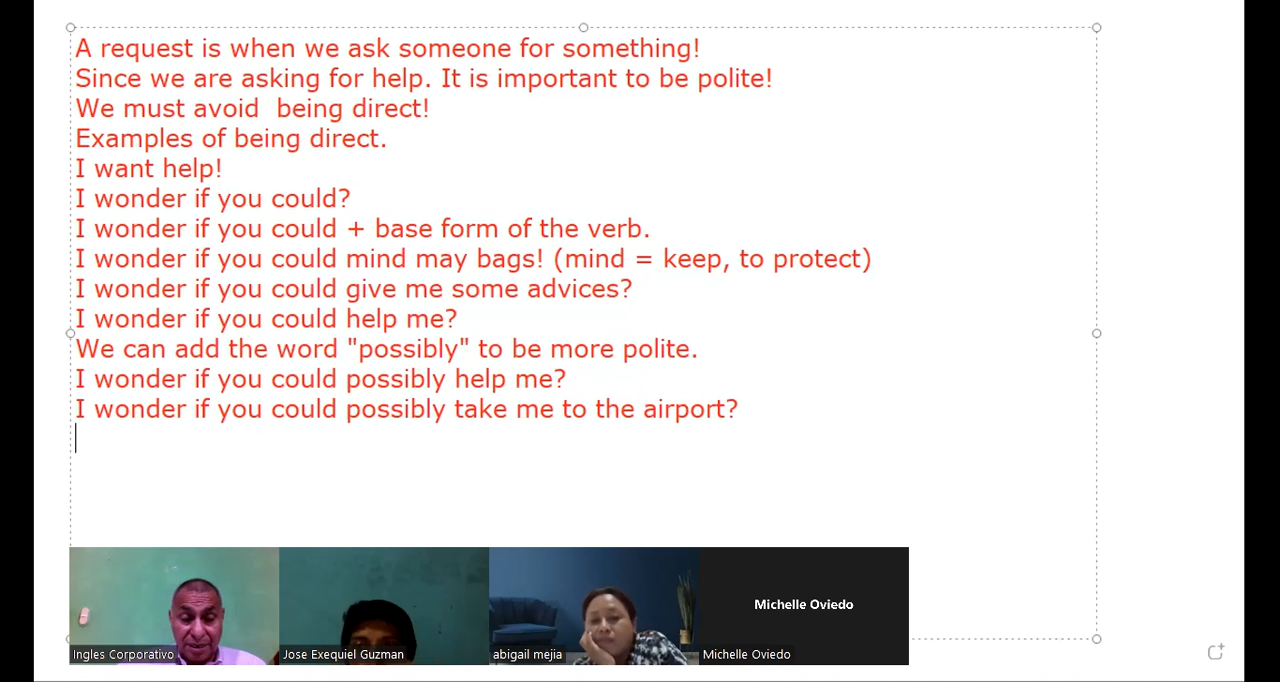 A request is when we ask someone for something!
Since we are asking for help. It is important to be polite!
We must avoid  being direct!
Examples of being direct.
I want help!
I wonder if you could?
I wonder if you could + base form of the verb.
I wonder if you could mind may bags! (mind = keep, to protect)
I wonder if you could give me some advices?
I wonder if you could help me?
We can add the word "possibly" to be more polite.
I wonder if you could possibly help me?
I wonder if you could possibly take me to the airport?
Michelle Oviedo
Ingles Corporativo
Jose Exequiel Guzman
abigail mejia
Michelle Oviedo